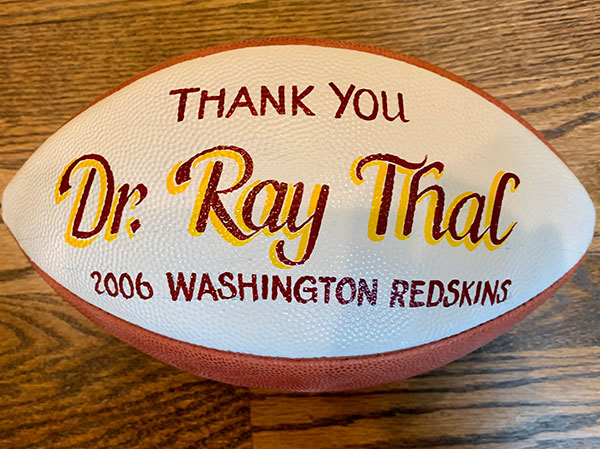 THANK YOU
Dr. Ray Thal
2006 WASHINGTON REDSKINS